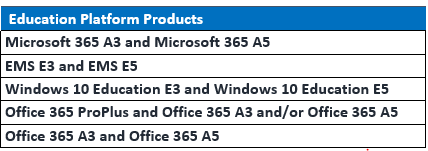 Education Platform Products
Microsoft 365 A3 and Microsoft 365 A5
EMS E3 and EMS E5
Windows 10 Education E3 and Windows 10 Education E5
Office 365 ProPlus and Office 365 A3 and/or Office 365 A5
Office 365 A3 and Office 365 A5